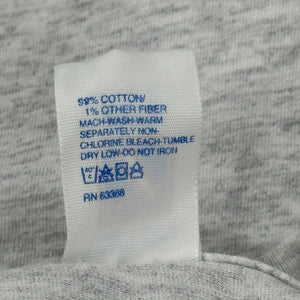 99% COTTON/
1% OTHER FIBER
MACH-WASH-WARM
SEPARATELY NON-
CHLORINE BLEACH-TUMBLE
DRY LOW-DO NOT IRON
40°
C
RN 63388